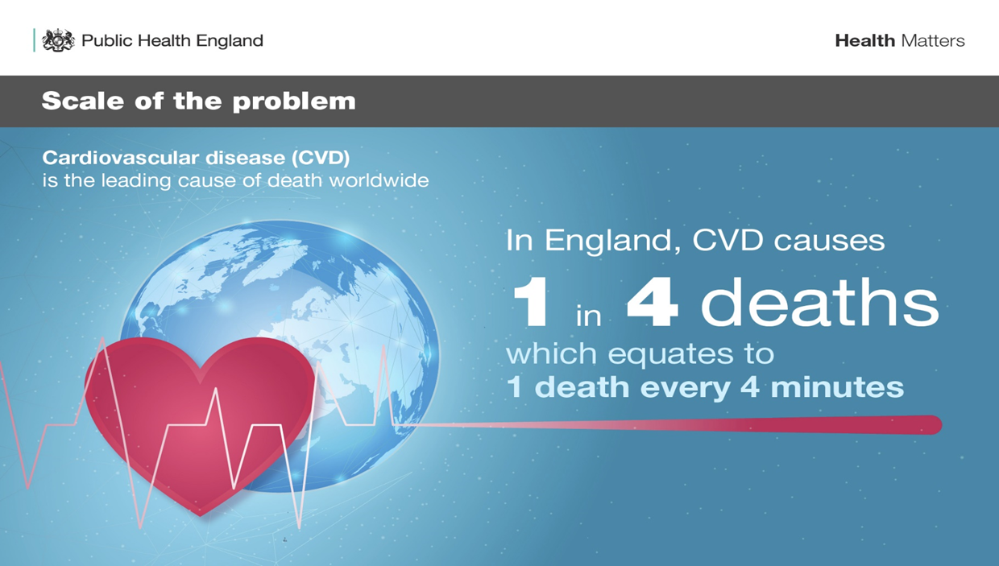 Public Health England
Health Matters
Scale of the problem
Cardiovascular disease (CVD)
is the leading cause of death worldwide
In England, CVD causes
1 in 4 deaths
which equates to
1 death every 4 minutes